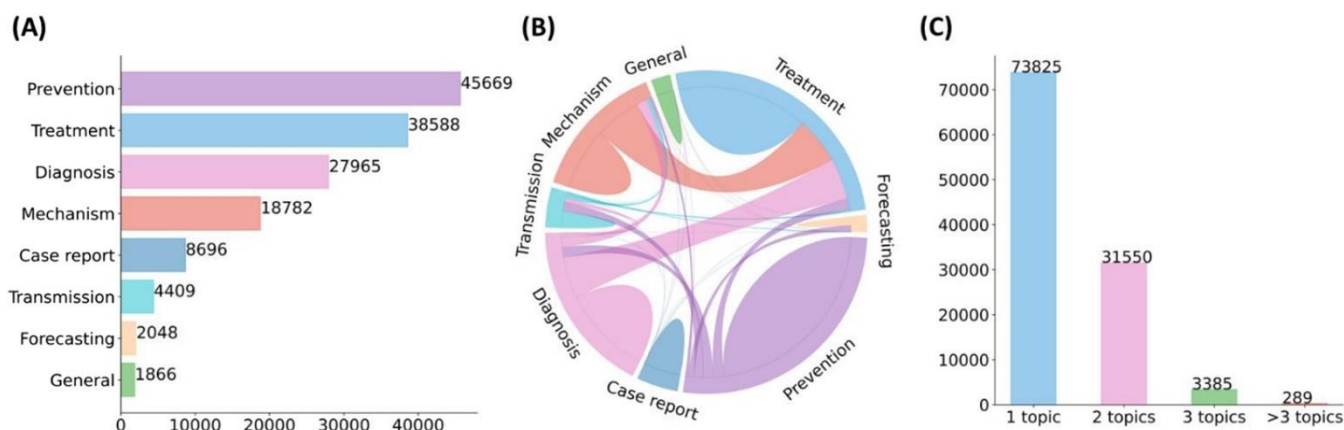 (A)
Prevention 45669
Treatment 38588
Diagnosis 27965
Mechanism 18782
Case report 8696
Transmission 4409
Forecasting 2048
General 1866
0 10000 20000 30000 40000
(B)
General
Treatment
Mechanism
Transmission
Forecasting
Diagnosis
Case report
Prevention
(C)
70000
60000
50000
40000
30000
20000
10000
0
73825
31550
3385
289
1 topic 2 topics 3 topics >3 topics